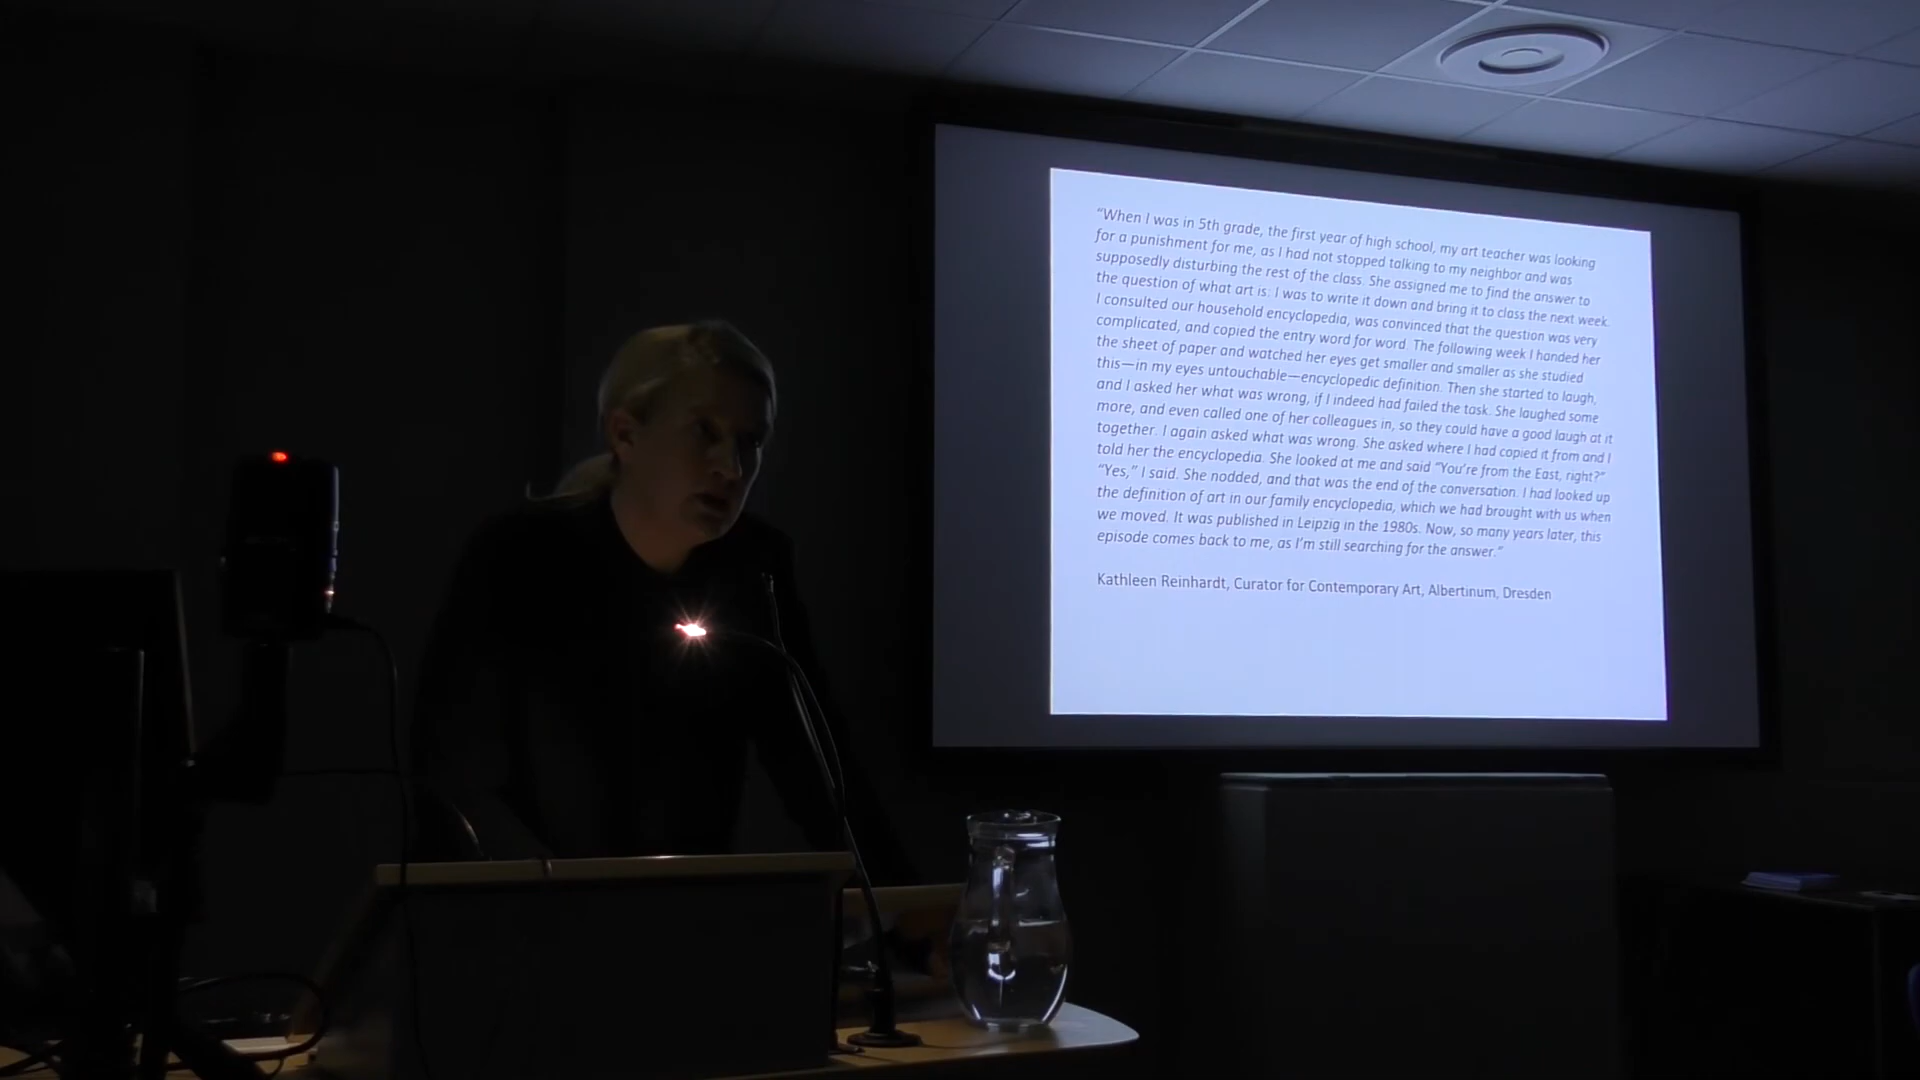 “When I was in 5th grade, the first year of high school, my art teacher was looking
for a punishment for me, as I had not stopped talking to my neighbor and was
supposedly disturbing the rest of the class. She assigned me to find the answer to
the question of what art is: I was to write it down and bring it to class the next week.
I consulted our household encyclopedia, was convinced that the question was very
complicated, and copied the entry word for word. The following week I handed her
the sheet of paper and watched her eyes get smaller and smaller as she studied
this—in my eyes untouchable—encyclopedic definition. Then she started to laugh,
and I asked her what was wrong, if I indeed had failed the task. She laughed some
more, and even called one of her colleagues in, so they could have a good laugh at it
together. I again asked what was wrong. She asked where I had copied it from and I
told her the encyclopedia. She looked at me and said “You’re from the East, right?”
“Yes,” I said. She nodded, and that was the end of the conversation. I had looked up
the definition of art in our family encyclopedia, which we had brought with us when
we moved. It was published in Leipzig in the 1980s. Now, so many years later, this
episode comes back to me, as I’m still searching for the answer.”
Kathleen Reinhardt, Curator for Contemporary Art, Albertinum, Dresden